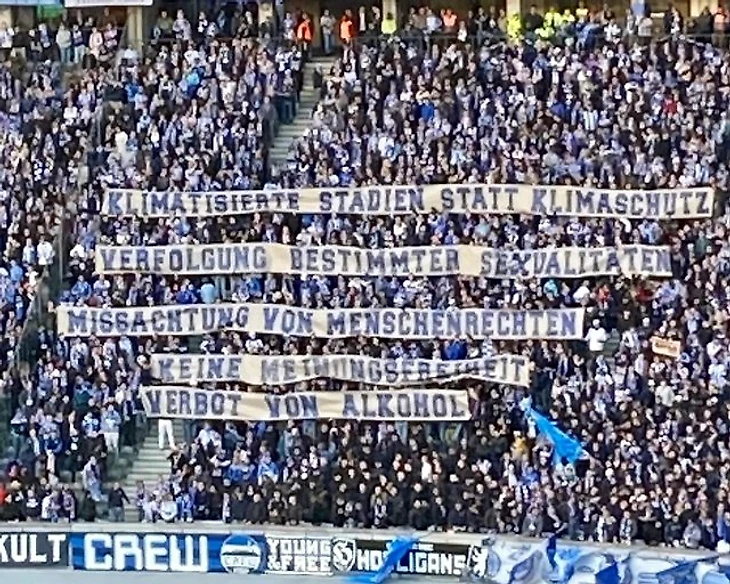 KLIMATISIERTE STADIEN STATT KLIMASCHUTZ
VERFOLGUNG BESTIMMTER SEXUALITÄTEN
MISSACHTUNG VON MENSCHENRECHTEN
KEINE MEINUNGSFREIHEIT
VERBOT VON ALKOHOL
KULT CREW YOUNG & FREE HOOLIGANS